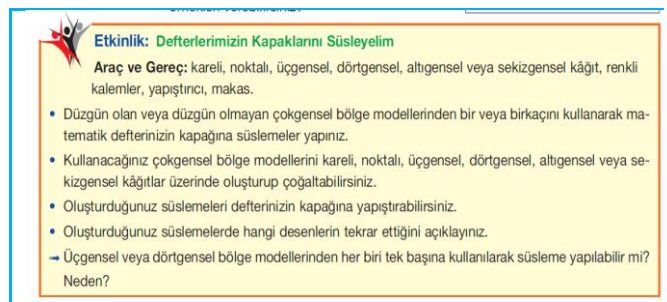 Etkinlik: Defterlerimizin Kapaklarını Süsleyelim
Araç ve Gereç: kareli, noktalı, üçgensel, dörtgensel, altıgensel veya sekizgensel kâğıt, renkli
kalemler, yapıştırıcı, makas.
• Düzgün olan veya düzgün olmayan çokgensel bölge modellerinden bir veya birkaçını kullanarak ma-
tematik defterinizin kapağına süslemeler yapınız.
• Kullanacağınız çokgensel bölge modellerini kareli, noktalı, üçgensel, dörtgensel, altıgensel veya se-
kizgensel kâğıtlar üzerinde oluşturup çoğaltabilirsiniz.
• Oluşturduğunuz süslemeleri defterinizin kapağına yapıştırabilirsiniz.
• Oluşturduğunuz süslemelerde hangi desenlerin tekrar ettiğini açıklayınız.
→ Üçgensel veya dörtgensel bölge modellerinden her biri tek başına kullanılarak süsleme yapılabilir mi?
Neden?